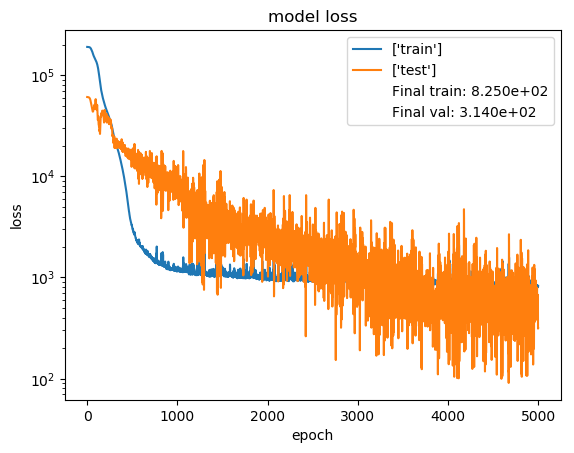 model loss
['train']
['test']
Final train: 8.250e+02
Final val: 3.140e+02
loss
10^5
10^4
10^3
10^2
0 1000 2000 3000 4000 5000
epoch